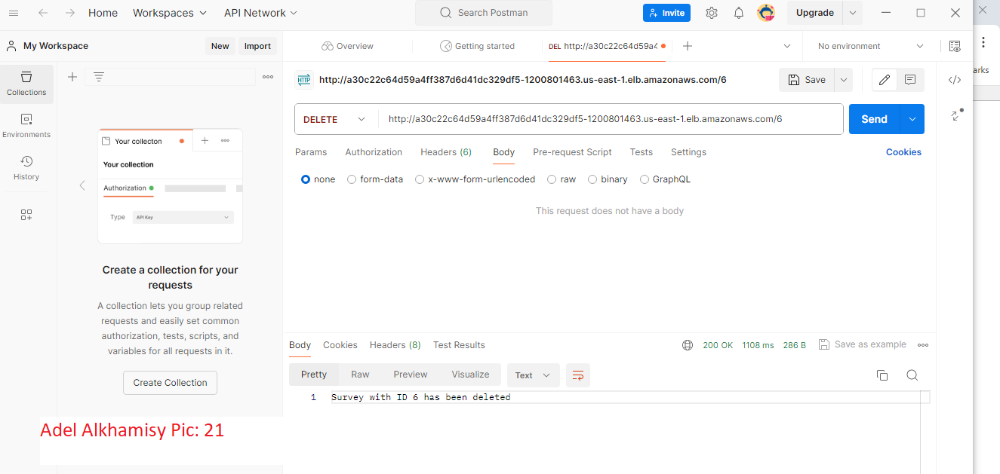 Home Workspaces API Network Search Postman Invite Upgrade
My Workspace New Import Overview Getting started DEL http://a30c22c64d59a4 No environment
arks
Collections
Environments
History
Your collecton
Your collection
Authorization
Type API Key
Create a collection for your
requests
A collection lets you group related
requests and easily set common
authorization, tests, scripts, and
variables for all requests in it.
Create Collection
HTTP http://a30c22c64d59a4ff387d6d41dc329df5-1200801463.us-east-1.elb.amazonaws.com/6 Save </>
DELETE http://a30c22c64d59a4ff387d6d41dc329df5-1200801463.us-east-1.elb.amazonaws.com/6 Send
Params Authorization Headers (6) Body Pre-request Script Tests Settings Cookies
none form-data x-www-form-urlencoded raw binary GraphQL
This request does not have a body
Body Cookies Headers (8) Test Results 200 OK 1108 ms 286 B Save as example
Pretty Raw Preview Visualize Text
1 Survey with ID 6 has been deleted
Adel Alkhamisy Pic: 21